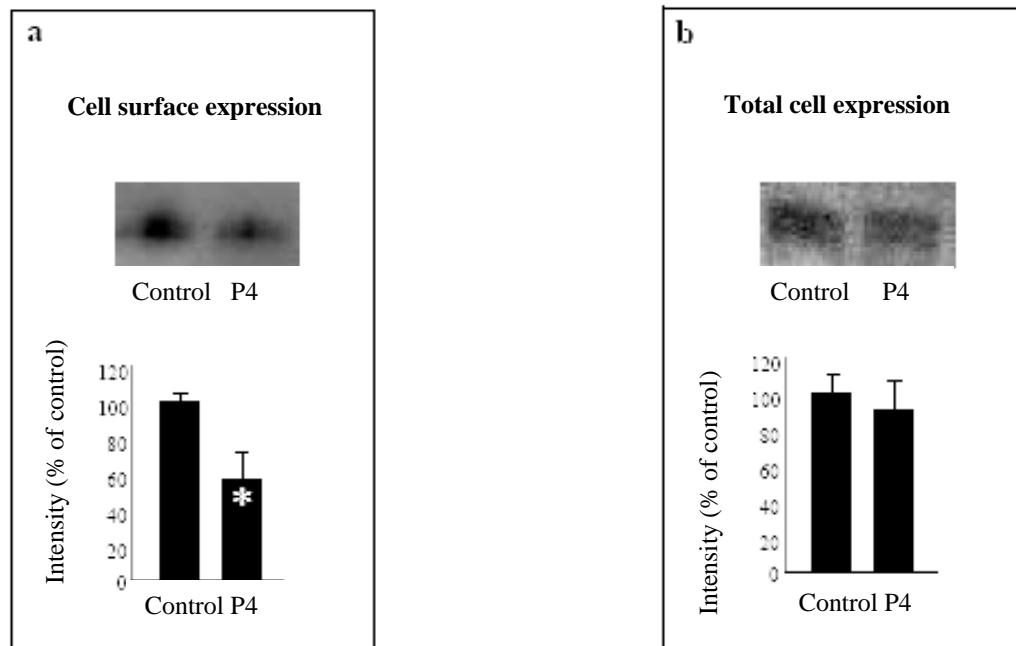 a
Cell surface expression
Control P4
Intensity (% of control)
120
100
80
60
40
20
0
*
Control P4
b
Total cell expression
Control P4
Intensity (% of control)
120
100
80
60
40
20
0
Control P4